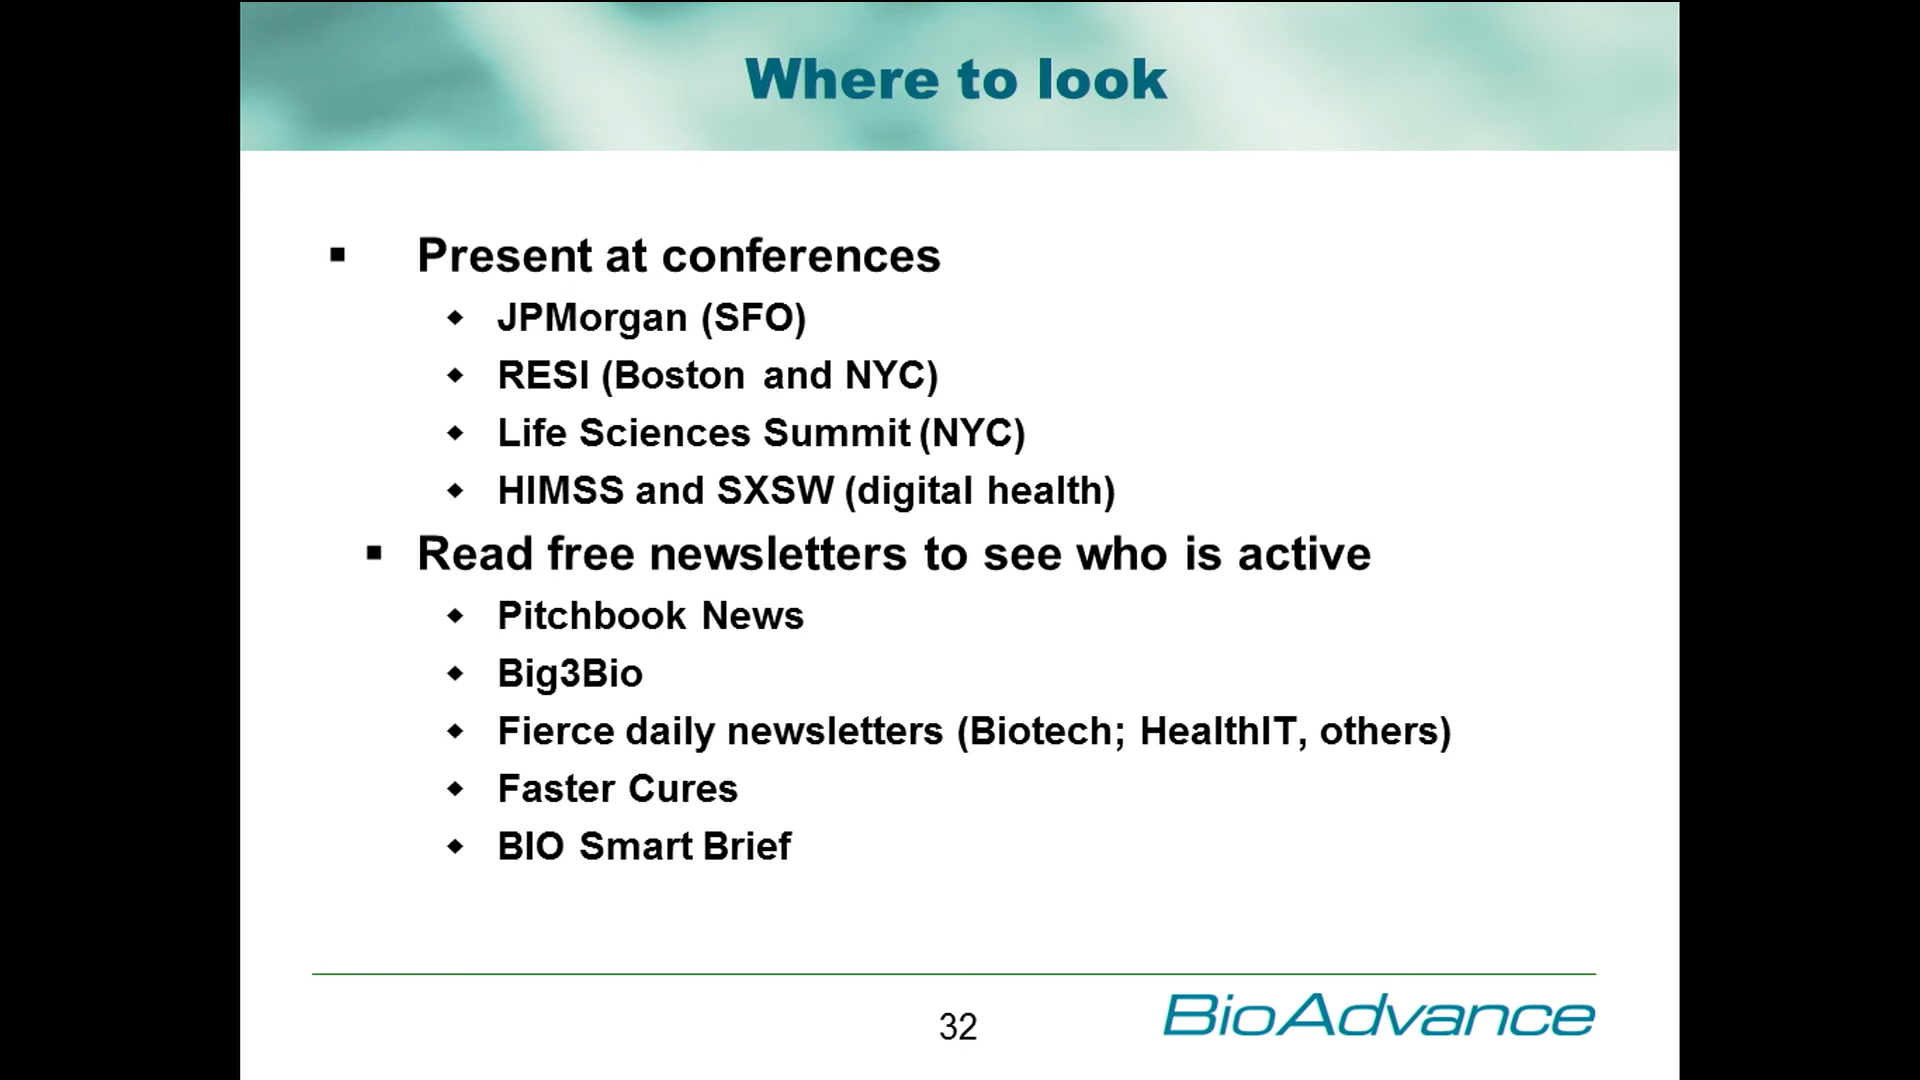 Where to look
▪ Present at conferences
◆ JPMorgan (SFO)
◆ RESI (Boston and NYC)
◆ Life Sciences Summit (NYC)
◆ HIMSS and SXSW (digital health)
▪ Read free newsletters to see who is active
◆ Pitchbook News
◆ Big3Bio
◆ Fierce daily newsletters (Biotech; HealthIT, others)
◆ Faster Cures
◆ BIO Smart Brief
32
BioAdvance